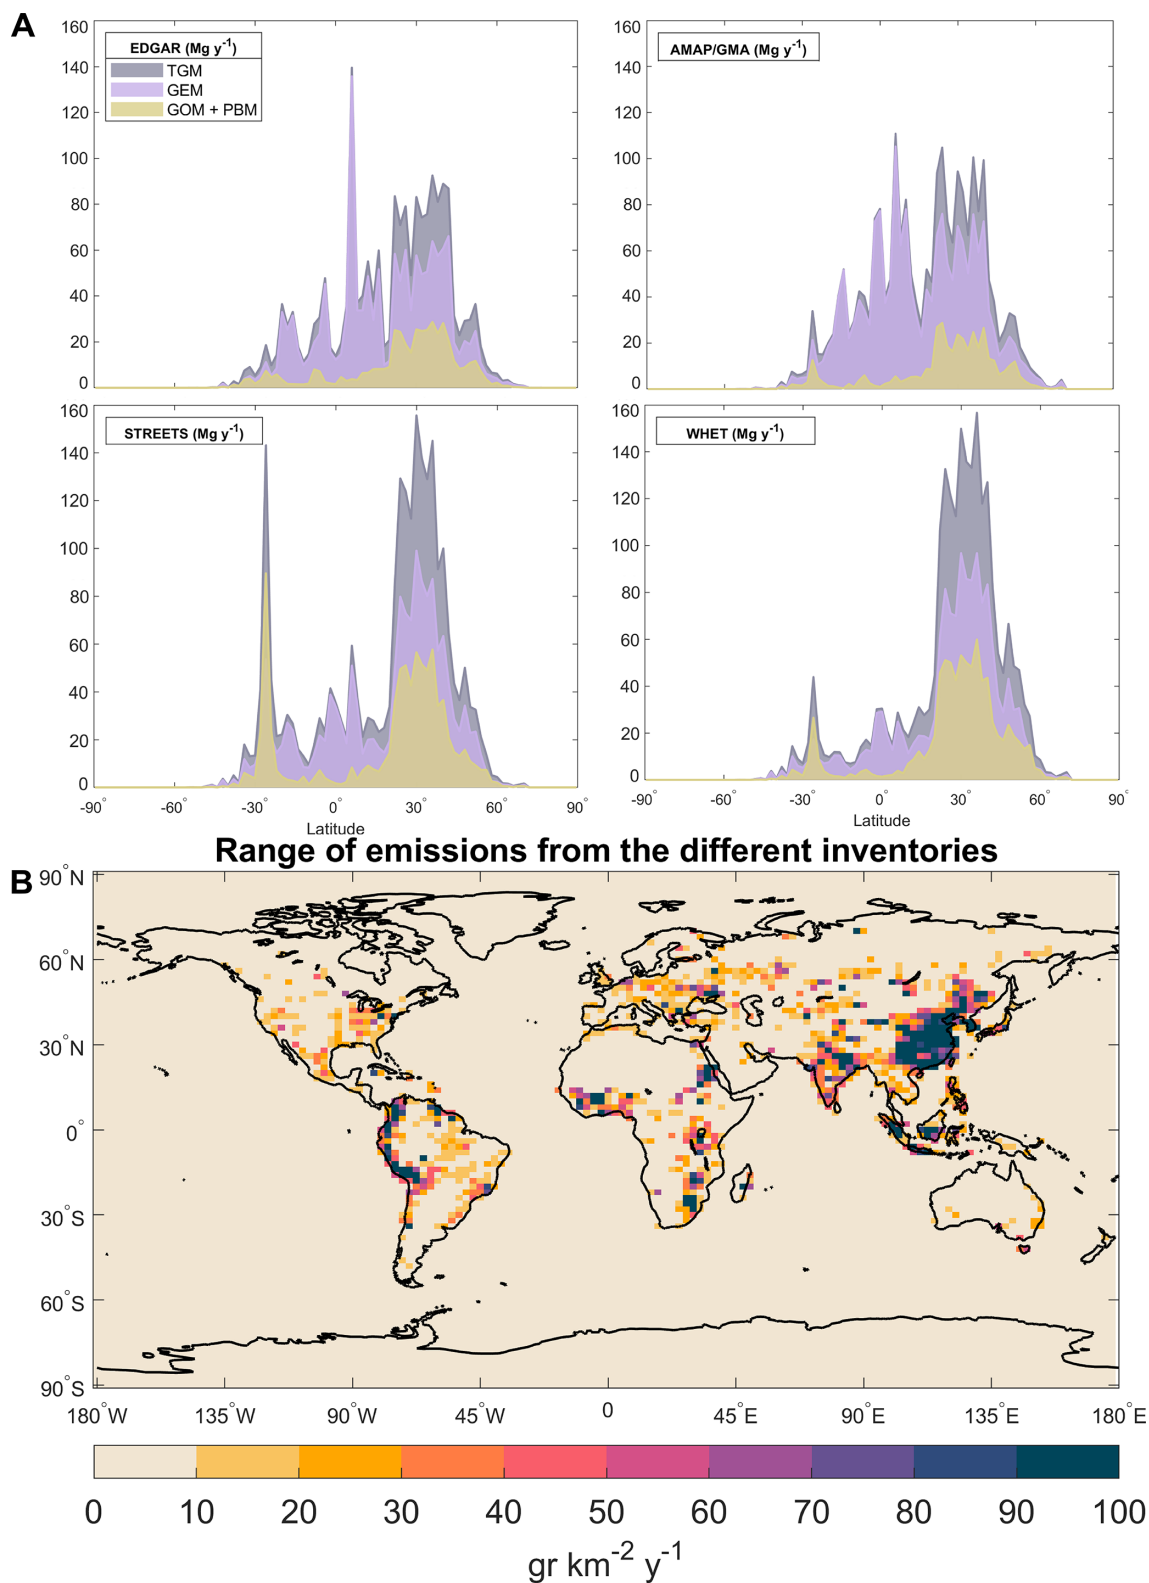 A
160
140
120
100
80
60
40
20
0
EDGAR (Mg y-1)
TGM
GEM
GOM + PBM
160
140
120
100
80
60
40
20
0
AMAP/GMA (Mg y-1)
160
140
120
100
80
60
40
20
0
STREETS (Mg y-1)
-90° -60° -30° 0° 30° 60° 90°
Latitude
160
140
120
100
80
60
40
20
0
WHET (Mg y-1)
-90° -60° -30° 0° 30° 60° 90°
Latitude
Range of emissions from the different inventories
B
90°N
60°N
30°N
0°
30°S
60°S
90°S
180°W 135°W 90°W 45°W 0 45°E 90°E 135°E 180°E
0 10 20 30 40 50 60 70 80 90 100
gr km-2 y-1